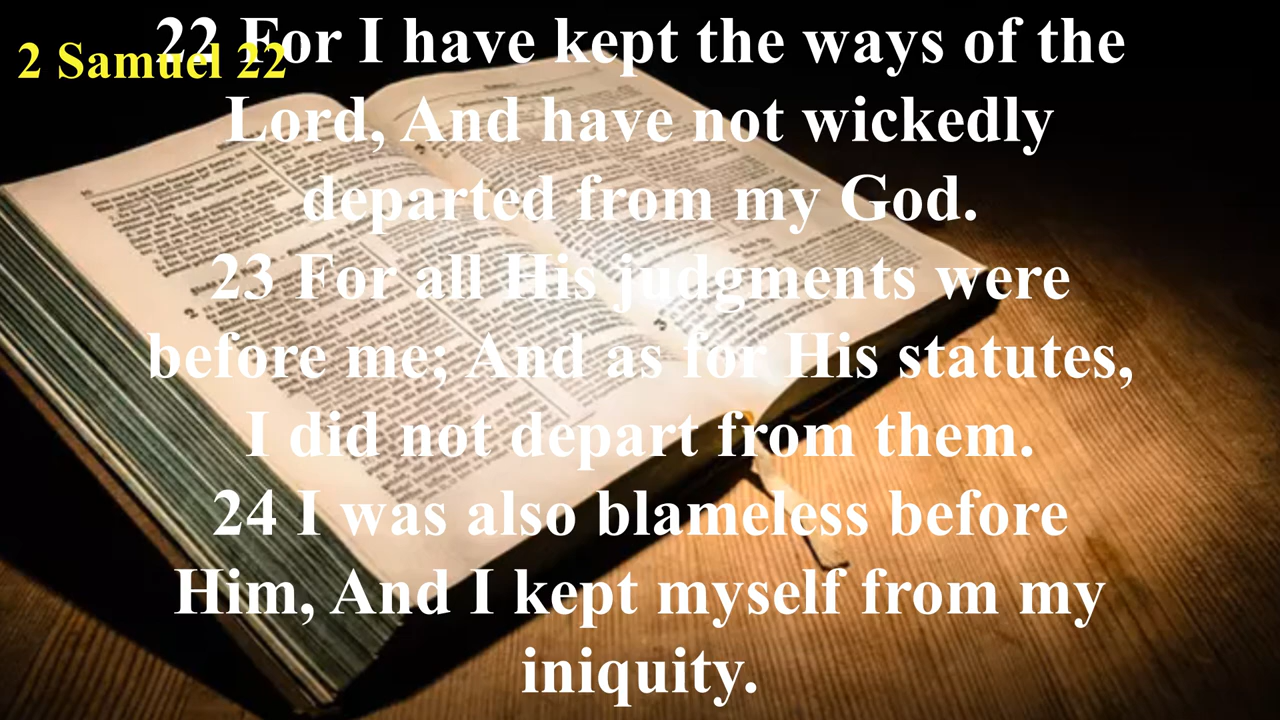 2 Samuel 22
22 For I have kept the ways of the
Lord, And have not wickedly
departed from my God.
23 For all His judgments were
before me; And as for His statutes,
I did not depart from them.
24 I was also blameless before
Him, And I kept myself from my
iniquity.